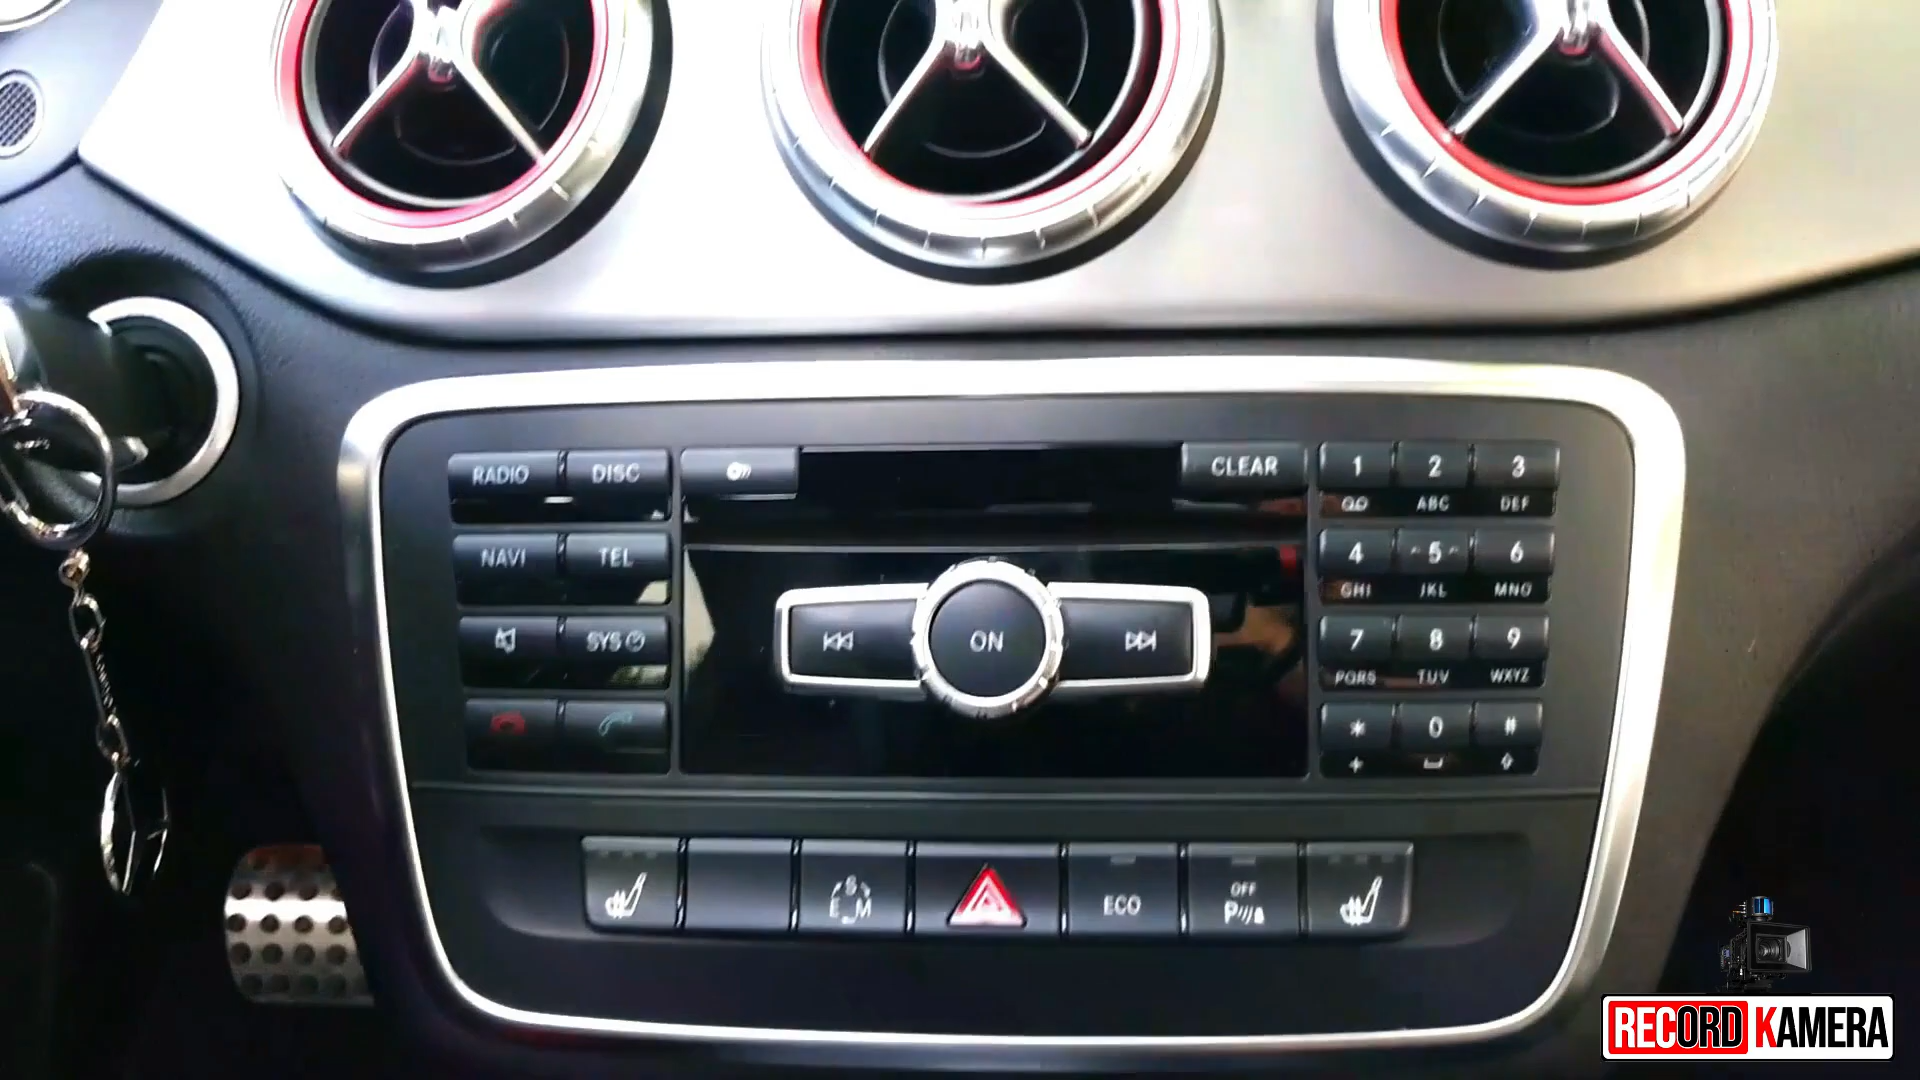 RADIO DISC CLEAR 1 2 3
QO ABC DEF
NAVI TEL 4 5 6
GHI JKL MNO
SYS ON 7 8 9
PQRS TUV WXYZ
* 0 #
+
S
E M ECO OFF
P
RECORD KAMERA